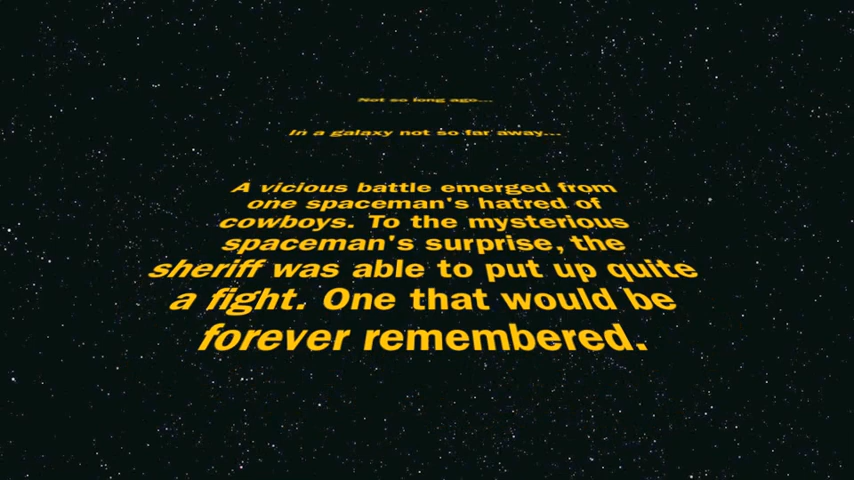 Not so long ago...
In a galaxy not so far away...
A vicious battle emerged from
one spaceman's hatred of
cowboys. To the mysterious
spaceman's surprise, the
sheriff was able to put up quite
a fight. One that would be
forever remembered.